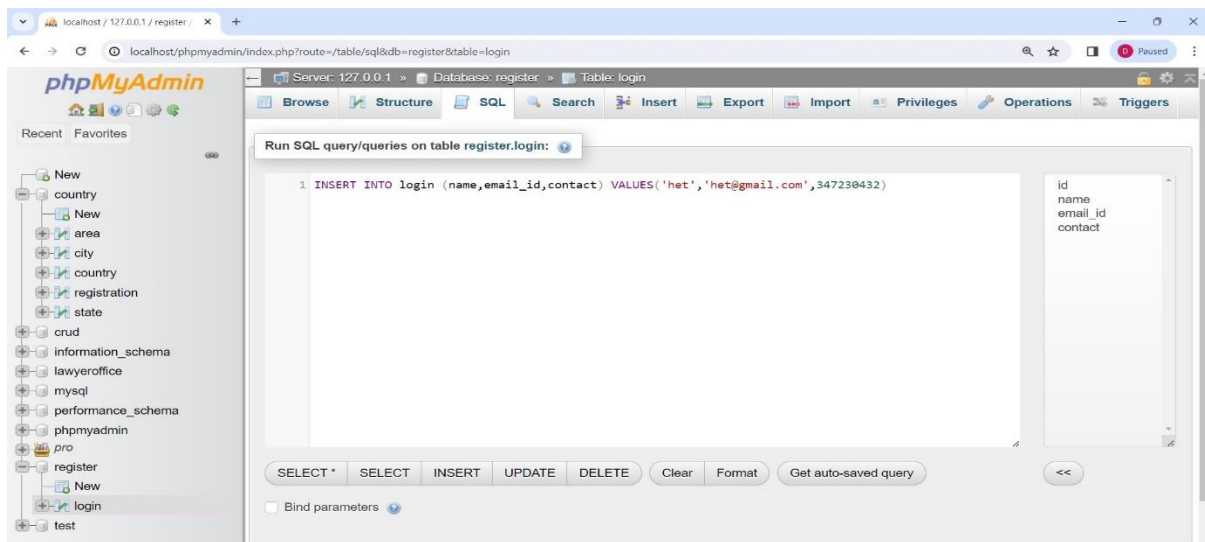 localhost / 127.0.0.1 / register /
localhost/phpmyadmin/index.php?route=/table/sql&db=register&table=login
D Paused
phpMyAdmin
Recent Favorites
New
country
New
area
city
country
registration
state
crud
information_schema
lawyeroffice
mysql
performance_schema
phpmyadmin
pro
register
New
login
test
Server: 127.0.0.1 » Database: register » Table: login
Browse Structure SQL Search Insert Export Import Privileges Operations Triggers
Run SQL query/queries on table register.login:
1 INSERT INTO login (name,email_id,contact) VALUES('het','het@gmail.com',347230432)
id
name
email_id
contact
SELECT * SELECT INSERT UPDATE DELETE Clear Format Get auto-saved query <<
Bind parameters